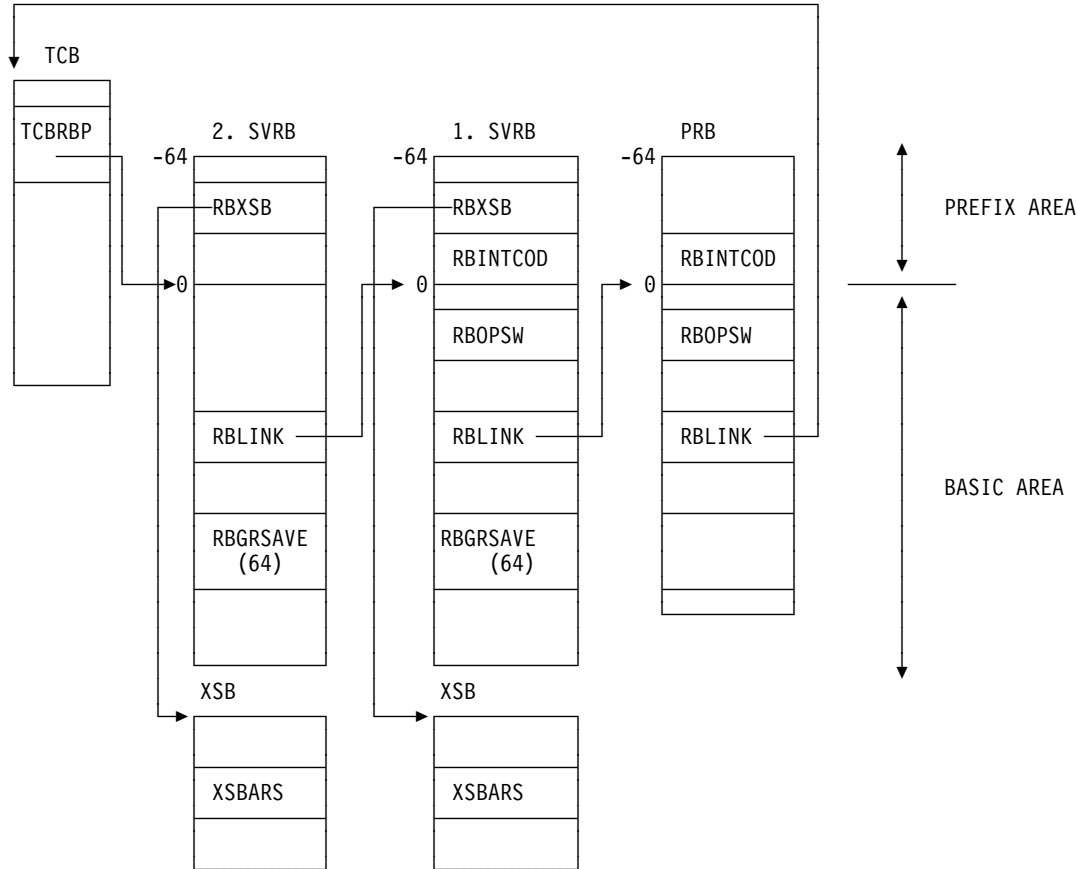 TCB
TCBRBP
2. SVRB
1. SVRB
PRB
-64
-64
-64
RBXSB
RBXSB
PREFIX AREA
RBINTCOD
RBINTCOD
0
0
0
RBOPSW
RBOPSW
RBLINK
RBLINK
RBLINK
BASIC AREA
RBGRSAVE
(64)
RBGRSAVE
(64)
XSB
XSB
XSBARS
XSBARS